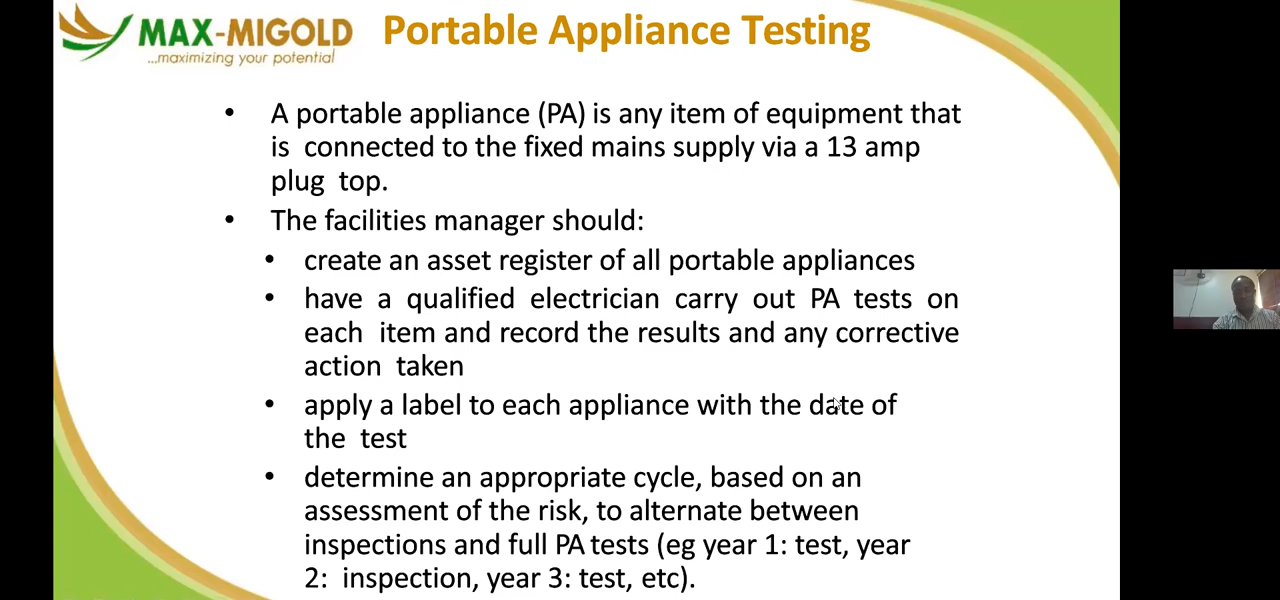 MAX-MIGOLD
...maximizing your potential
Portable Appliance Testing
• A portable appliance (PA) is any item of equipment that
is connected to the fixed mains supply via a 13 amp
plug top.
• The facilities manager should:
• create an asset register of all portable appliances
• have a qualified electrician carry out PA tests on
each item and record the results and any corrective
action taken
• apply a label to each appliance with the date of
the test
• determine an appropriate cycle, based on an
assessment of the risk, to alternate between
inspections and full PA tests (eg year 1: test, year
2: inspection, year 3: test, etc).